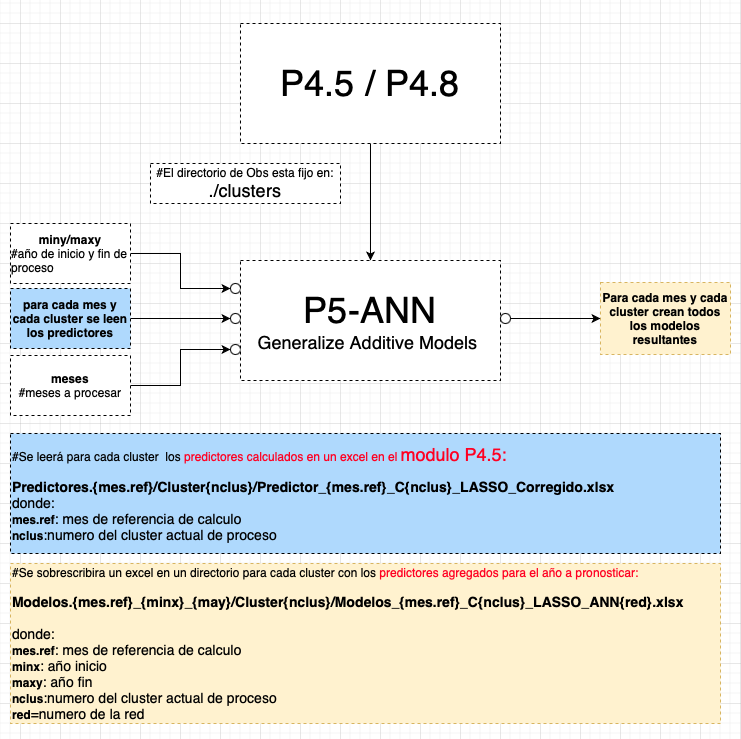 P4.5 / P4.8
#El directorio de Obs esta fijo en:
./clusters
miny/maxy
#año de inicio y fin de
proceso
para cada mes y
cada cluster se leen
los predictores
meses
#meses a procesar
P5-ANN
Generalize Additive Models
Para cada mes y cada
cluster crean todos
los modelos
resultantes
#Se leerá para cada cluster los predictores calculados en un excel en el modulo P4.5:
Predictores.{mes.ref}/Cluster{nclus}/Predictor_{mes.ref}_C{nclus}_LASSO_Corregido.xlsx
donde:
mes.ref: mes de referencia de calculo
nclus:numero del cluster actual de proceso
#Se sobrescribira un excel en un directorio para cada cluster con los predictores agregados para el año a pronosticar:
Modelos.{mes.ref}_{minx}_{may}/Cluster{nclus}/Modelos_{mes.ref}_C{nclus}_LASSO_ANN{red}.xlsx
donde:
mes.ref: mes de referencia de calculo
minx: año inicio
maxy: año fin
nclus:numero del cluster actual de proceso
red=numero de la red